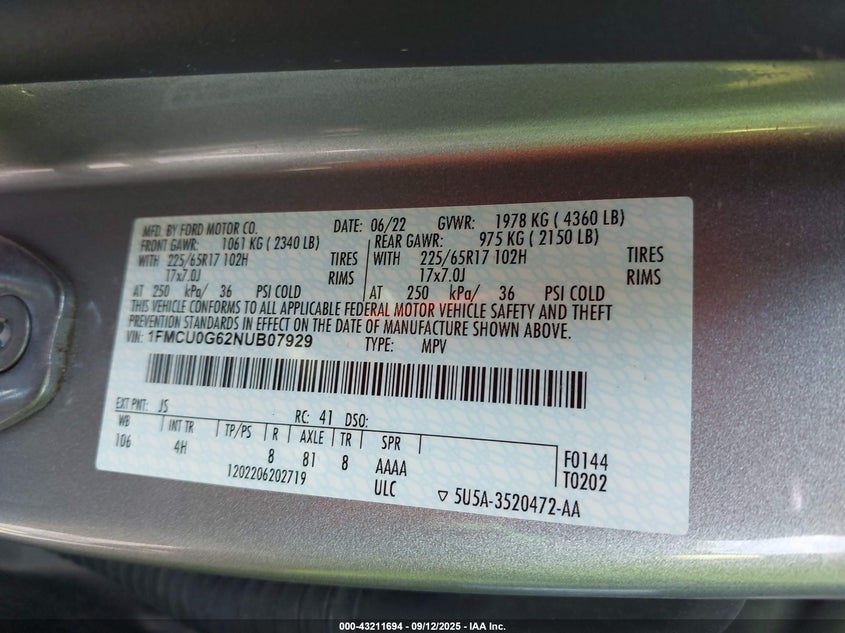 MFD. BY FORD MOTOR CO. DATE: 06/22 GVWR: 1978 KG ( 4360 LB)
FRONT GAWR: 1061 KG ( 2340 LB) REAR GAWR: 975 KG ( 2150 LB)
WITH 225/65R17 102H TIRES WITH 225/65R17 102H TIRES
17x7.0J RIMS 17x7.0J RIMS
AT 250 kPa/ 36 PSI COLD AT 250 kPa/ 36 PSI COLD
THIS VEHICLE CONFORMS TO ALL APPLICABLE FEDERAL MOTOR VEHICLE SAFETY AND THEFT
PREVENTION STANDARDS IN EFFECT ON THE DATE OF MANUFACTURE SHOWN ABOVE.
VIN: 1FMCU0G62NUB07929 TYPE: MPV
EXT PNT: JS RC: 41 DSO:
WB INT TR TP/PS R AXLE TR SPR
106 4H 8 81 8 AAAA F0144
1202206202719 ULC T0202
▽ 5U5A-3520472-AA
000-43211694 - 09/12/2025 - IAA Inc.